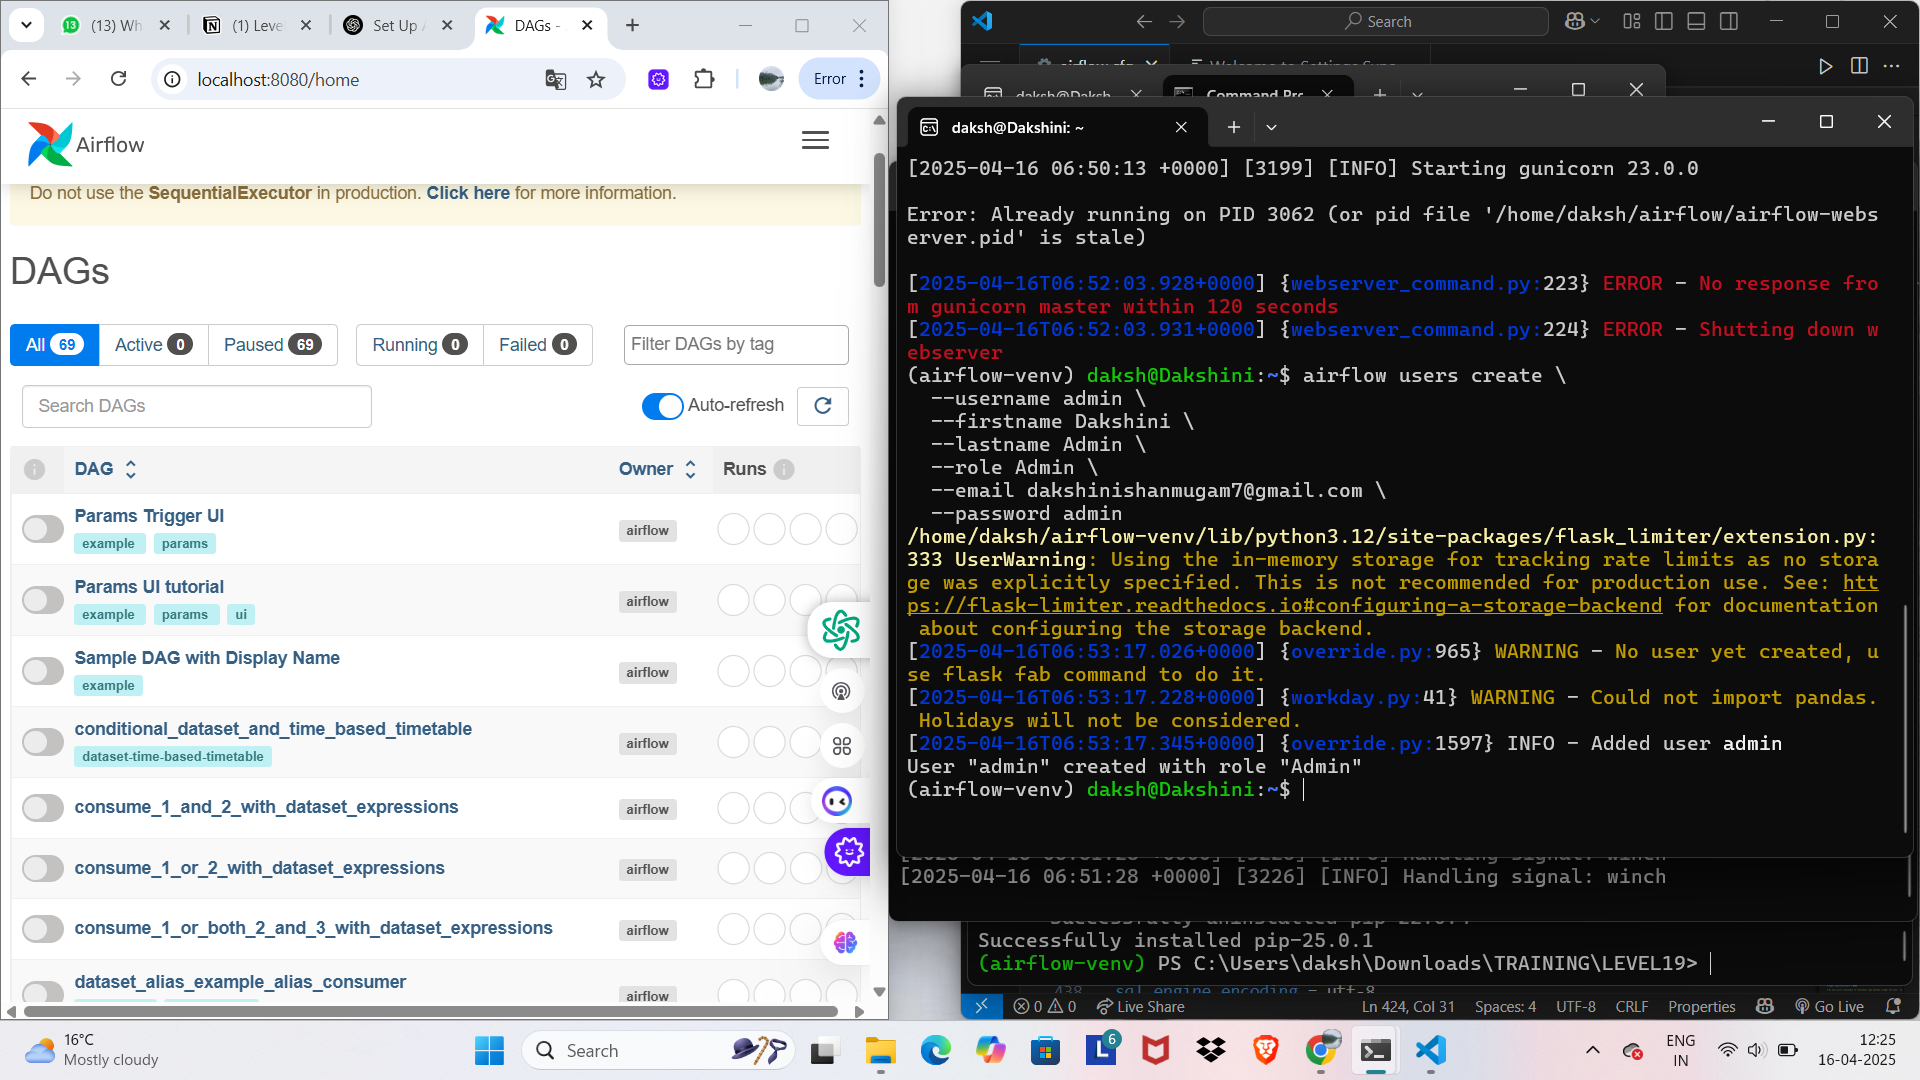 (13) Wh
(1) Leve
Set Up
DAGs -
localhost:8080/home
Error
Airflow
Do not use the SequentialExecutor in production. Click here for more information.
DAGs
All 69
Active 0
Paused 69
Running 0
Failed 0
Filter DAGs by tag
Search DAGs
Auto-refresh
DAG
Owner
Runs
Params Trigger UI
example params
airflow
Params UI tutorial
example params ui
airflow
Sample DAG with Display Name
example
airflow
conditional_dataset_and_time_based_timetable
dataset-time-based-timetable
airflow
consume_1_and_2_with_dataset_expressions
airflow
consume_1_or_2_with_dataset_expressions
airflow
consume_1_or_both_2_and_3_with_dataset_expressions
airflow
dataset_alias_example_alias_consumer
airflow
Search
daksh@Dakshini: ~
[2025-04-16 06:50:13 +0000] [3199] [INFO] Starting gunicorn 23.0.0
Error: Already running on PID 3062 (or pid file '/home/daksh/airflow/airflow-webs
erver.pid' is stale)
[2025-04-16T06:52:03.928+0000] {webserver_command.py:223} ERROR - No response fro
m gunicorn master within 120 seconds
[2025-04-16T06:52:03.931+0000] {webserver_command.py:224} ERROR - Shutting down w
ebserver
(airflow-venv) daksh@Dakshini:~$ airflow users create \
--username admin \
--firstname Dakshini \
--lastname Admin \
--role Admin \
--email dakshinishanmugam7@gmail.com \
--password admin
/home/daksh/airflow-venv/lib/python3.12/site-packages/flask_limiter/extension.py:
333 UserWarning: Using the in-memory storage for tracking rate limits as no stora
ge was explicitly specified. This is not recommended for production use. See: htt
ps://flask-limiter.readthedocs.io#configuring-a-storage-backend for documentation
about configuring the storage backend.
[2025-04-16T06:53:17.026+0000] {override.py:965} WARNING - No user yet created, u
se flask fab command to do it.
[2025-04-16T06:53:17.228+0000] {workday.py:41} WARNING - Could not import pandas.
Holidays will not be considered.
[2025-04-16T06:53:17.345+0000] {override.py:1597} INFO - Added user admin
User "admin" created with role "Admin"
(airflow-venv) daksh@Dakshini:~$
[2025-04-16 06:51:28 +0000] [3226] [INFO] Handling signal: winch
Successfully installed pip-25.0.1
(airflow-venv) PS C:\Users\daksh\Downloads\TRAINING\LEVEL19>
0 0
Live Share
Ln 424, Col 31
Spaces: 4
UTF-8
CRLF
Properties
Go Live
16°C
Mostly cloudy
Search
6
ENG
IN
12:25
16-04-2025